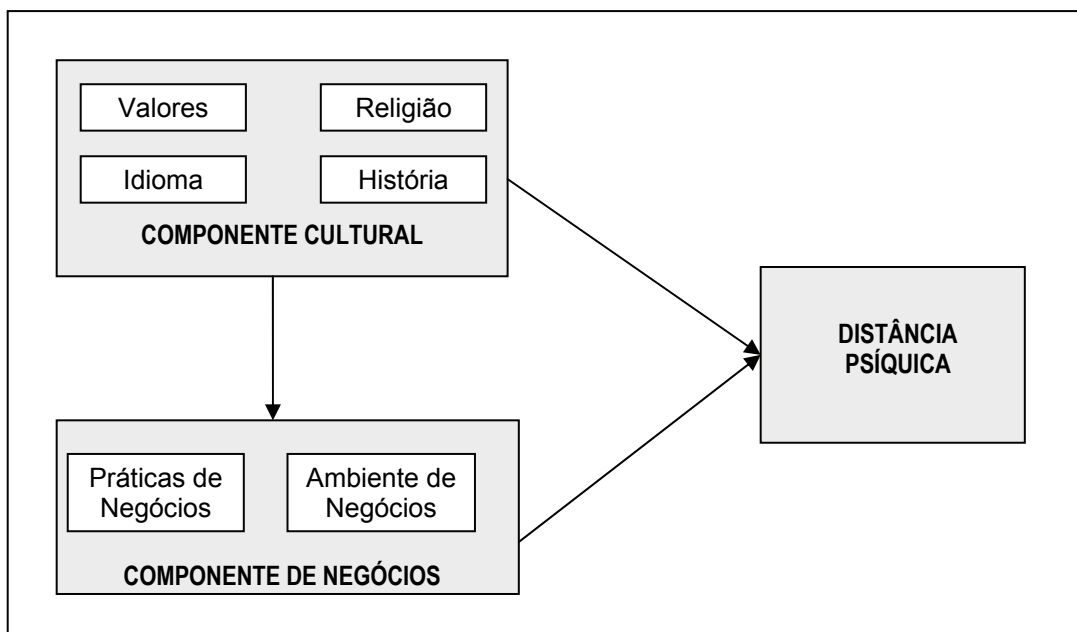 Valores
Religião
Idioma
História
COMPONENTE CULTURAL
DISTÂNCIA
PSÍQUICA
Práticas de
Negócios
Ambiente de
Negócios
COMPONENTE DE NEGÓCIOS